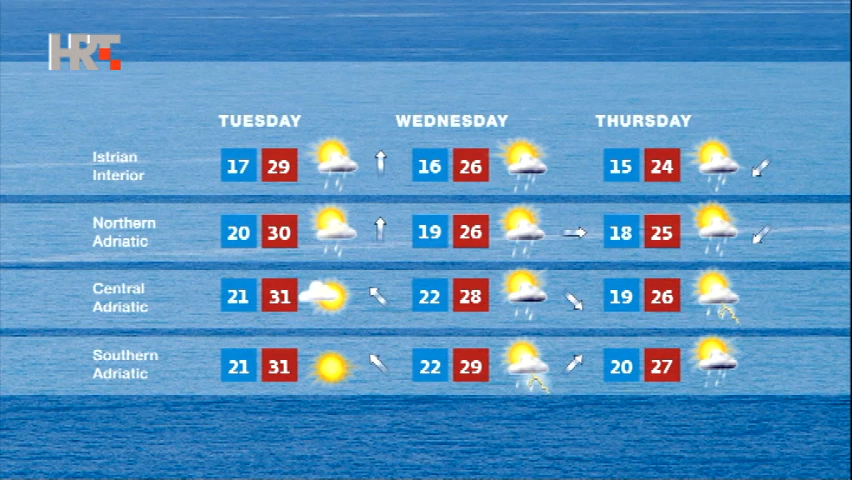 HRT
TUESDAY WEDNESDAY THURSDAY
Istrian
Interior
17 29 16 26 15 24
Northern
Adriatic
20 30 19 26 18 25
Central
Adriatic
21 31 22 28 19 26
Southern
Adriatic
21 31 22 29 20 27